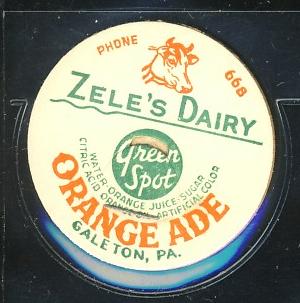 PHONE 668
ZELE'S DAIRY
Green
Spot
WATER-ORANGE JUICE-SUGAR
CITRIC ACID ORANGE OIL ARTIFICIAL COLOR
ORANGE ADE
GALETON, PA.